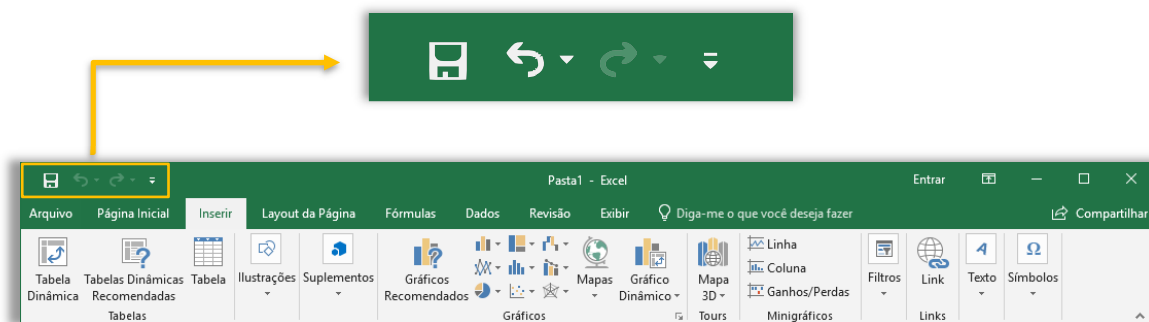 Pasta1 - Excel
Entrar
Arquivo
Página Inicial
Inserir
Layout da Página
Fórmulas
Dados
Revisão
Exibir
Diga-me o que você deseja fazer
Compartilhar
Tabela
Dinâmica
Tabelas Dinâmicas
Recomendadas
Tabela
Tabelas
Ilustrações
Suplementos
Gráficos
Recomendados
Mapas
Gráfico
Dinâmico
Gráficos
Mapa
3D
Tours
Linha
Coluna
Ganhos/Perdas
Minigráficos
Filtros
Link
Links
Texto
Símbolos